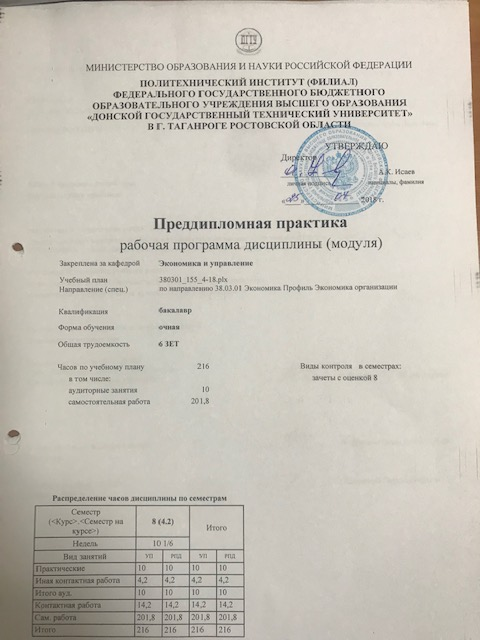 МИНИСТЕРСТВО ОБРАЗОВАНИЯ И НАУКИ РОССИЙСКОЙ ФЕДЕРАЦИИ
ПОЛИТЕХНИЧЕСКИЙ ИНСТИТУТ (ФИЛИАЛ)
ФЕДЕРАЛЬНОГО ГОСУДАРСТВЕННОГО БЮДЖЕТНОГО
ОБРАЗОВАТЕЛЬНОГО УЧРЕЖДЕНИЯ ВЫСШЕГО ОБРАЗОВАНИЯ
«ДОНСКОЙ ГОСУДАРСТВЕННЫЙ ТЕХНИЧЕСКИЙ УНИВЕРСИТЕТ»
В Г. ТАГАНРОГЕ РОСТОВСКОЙ ОБЛАСТИ
УТВЕРЖДАЮ
Директор
А.К. Исаев
личная подпись инициалы, фамилия
2018 г.
Преддипломная практика
рабочая программа дисциплины (модуля)
Закреплена за кафедрой Экономика и управление
Учебный план 380301_155_4-18.plx
Направление (спец.) по направлению 38.03.01 Экономика Профиль Экономика организации
Квалификация бакалавр
Форма обучения очная
Общая трудоемкость 6 ЗЕТ
Часов по учебному плану 216 Виды контроля в семестрах:
в том числе: зачеты с оценкой 8
аудиторные занятия 10
самостоятельная работа 201,8
Распределение часов дисциплины по семестрам
Семестр
(<Курс>.<Семестр на курсе>) 8 (4.2) Итого
Недель 10 1/6
Вид занятий УП РПД УП РПД
Практические 10 10 10 10
Иная контактная работа 4,2 4,2 4,2 4,2
Итого ауд. 10 10 10 10
Контактная работа 14,2 14,2 14,2 14,2
Сам. работа 201,8 201,8 201,8 201,8
Итого 216 216 216 216